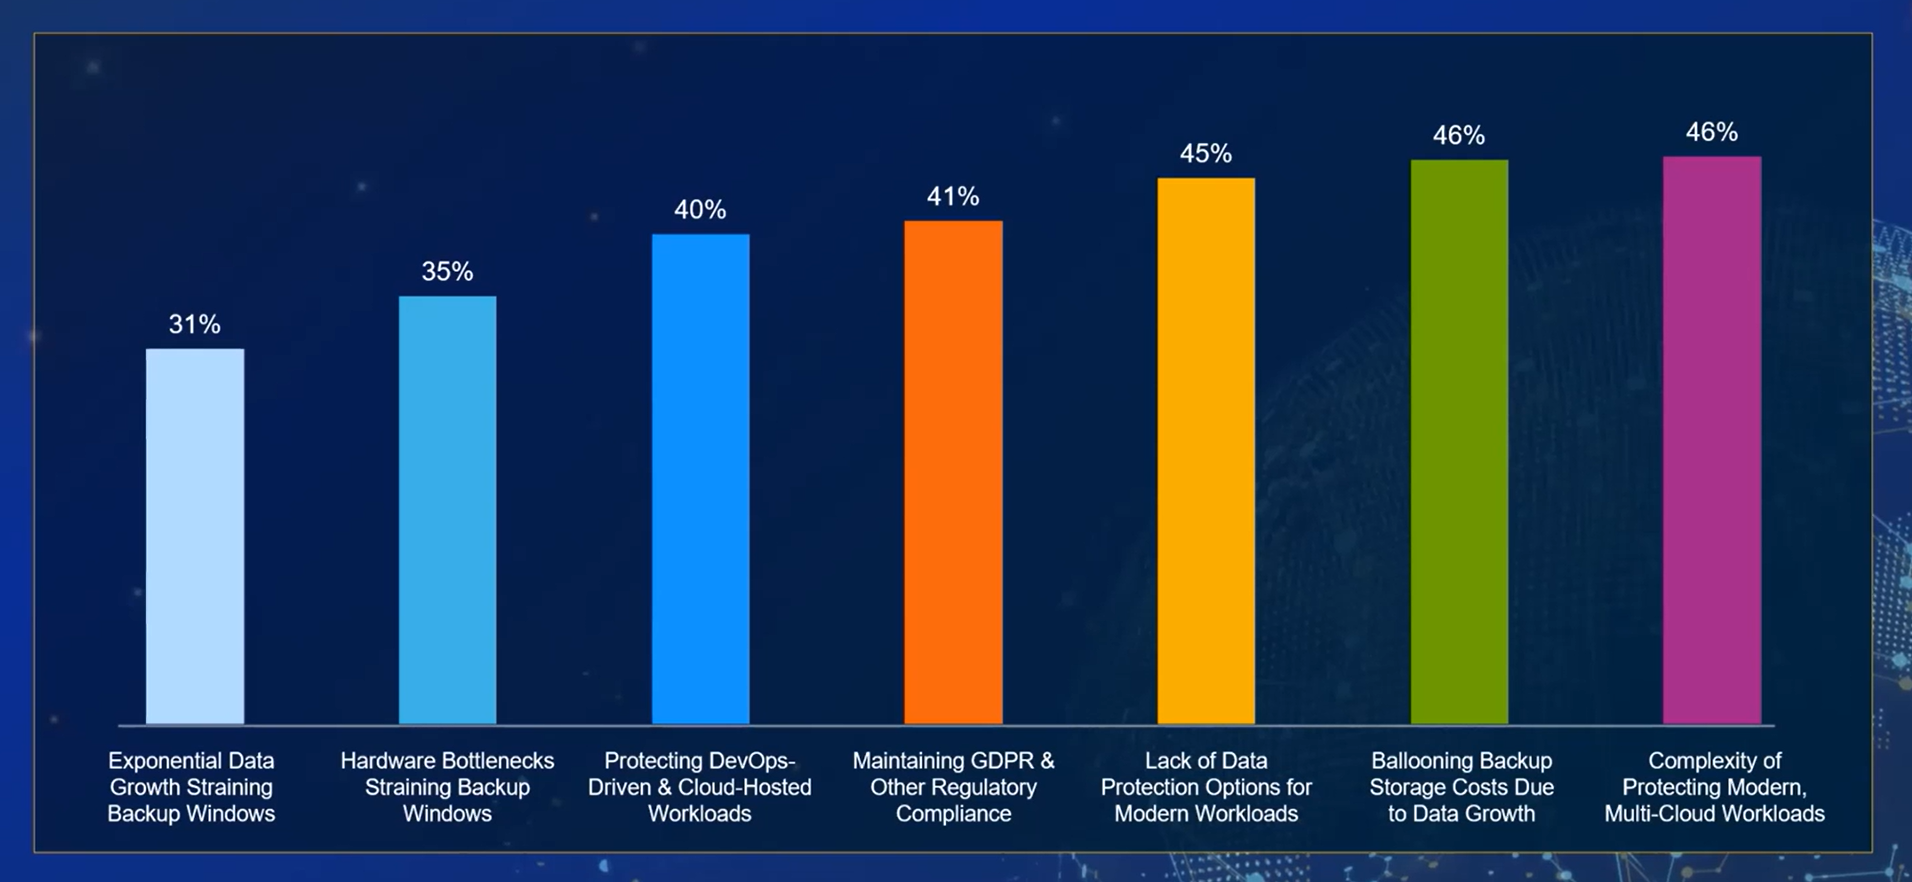 31%
35%
40%
41%
45%
46%
46%
Exponential Data
Growth Straining
Backup Windows
Hardware Bottlenecks
Straining Backup
Windows
Protecting DevOps-
Driven & Cloud-Hosted
Workloads
Maintaining GDPR &
Other Regulatory
Compliance
Lack of Data
Protection Options for
Modern Workloads
Ballooning Backup
Storage Costs Due
to Data Growth
Complexity of
Protecting Modern,
Multi-Cloud Workloads